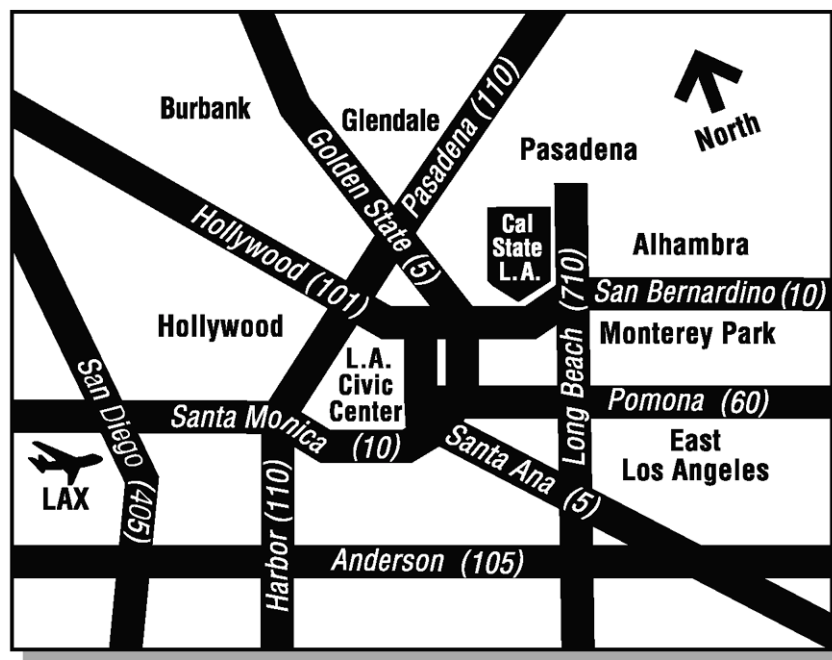 Burbank
Glendale
Pasadena (110)
North
Pasadena
Golden State (5)
Hollywood (101)
Cal
State
L.A.
Alhambra
San Bernardino (10)
Hollywood
Monterey Park
L.A.
Civic
Center
San Diego (405)
Santa Monica (10)
Long Beach (710)
Pomona (60)
LAX
Santa Ana (5)
East
Los Angeles
Harbor (110)
Anderson (105)